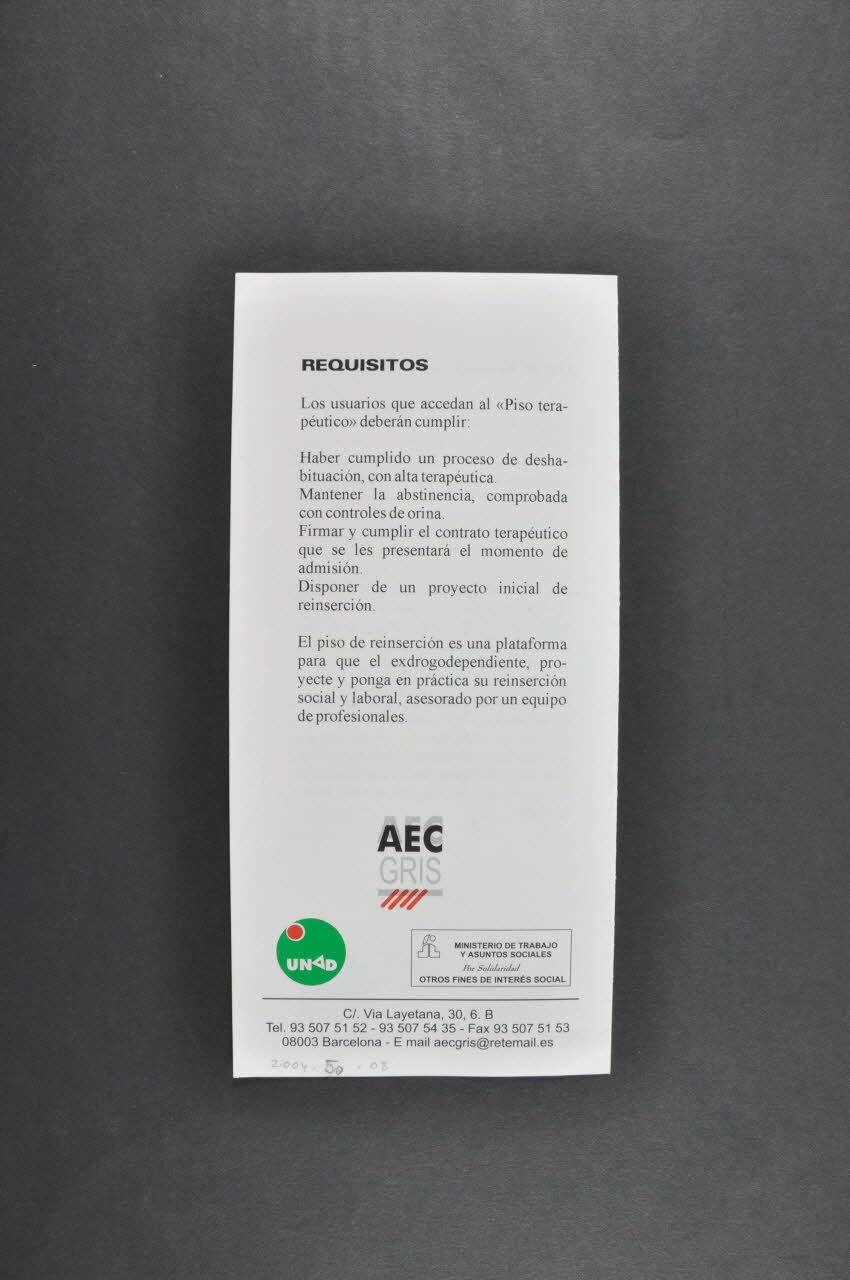 REQUISITOS
Los usuarios que accedan al «Piso tera-
péutico» deberán cumplir:
Haber cumplido un proceso de desha-
bituación, con alta terapéutica.
Mantener la abstinencia, comprobada
con controles de orina.
Firmar y cumplir el contrato terapéutico
que se les presentará el momento de
admisión.
Disponer de un proyecto inicial de
reinserción.
El piso de reinserción es una plataforma
para que el exdrogodependiente, pro-
yecte y ponga en práctica su reinserción
social y laboral, asesorado por un equipo
de profesionales.
AEC
GRIS
UNAD
MINISTERIO DE TRABAJO
Y ASUNTOS SOCIALES
Por Solidaridad
OTROS FINES DE INTERÉS SOCIAL
C/. Via Layetana, 30, 6. B
Tel. 93 507 51 52 - 93 507 54 35 - Fax 93 507 51 53
08003 Barcelona - E mail aecgris@retemail.es
2004. 50 . 08